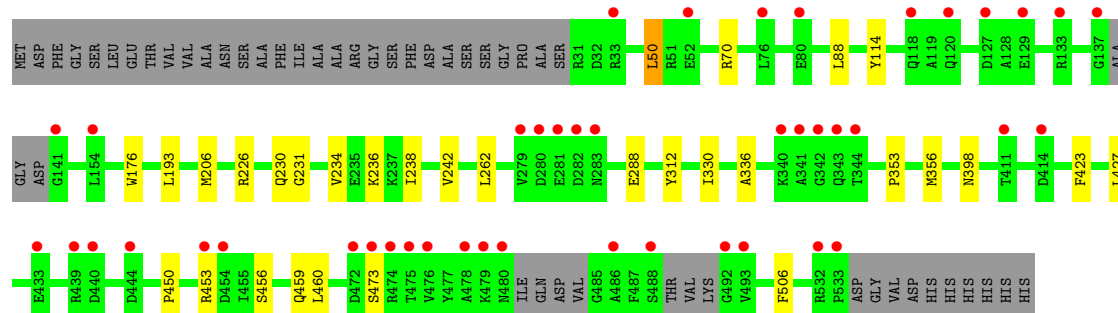 MET ASP PHE GLY SER LEU GLU THR VAL VAL ALA ASN SER ALA PHE ILE ALA ALA ARG GLY SER PHE ASP ALA SER SER GLY PRO ALA SER R31 D32 R33 L50 R51 E52 R70 L76 E80 L88 Y114 Q118 A119 Q120 D127 A128 E129 R133 G137 ALA
GLY ASP G141 L154 W176 L193 M206 R226 Q230 G231 V234 E235 K236 K237 I238 V242 L262 V279 D280 E281 D282 N283 E288 Y312 I330 A336 K340 A341 G342 Q343 T344 P353 M356 N398 T411 D414 F423 L427
E433 R439 D440 D444 P450 R453 D454 I455 S456 Q459 L460 D472 S473 R474 T475 V476 Y477 A478 K479 N480 ILE GLN ASP VAL G485 A486 F487 S488 THR VAL LYS G492 V493 F506 R532 P533 ASP GLY VAL ASP HIS HIS HIS HIS HIS HIS